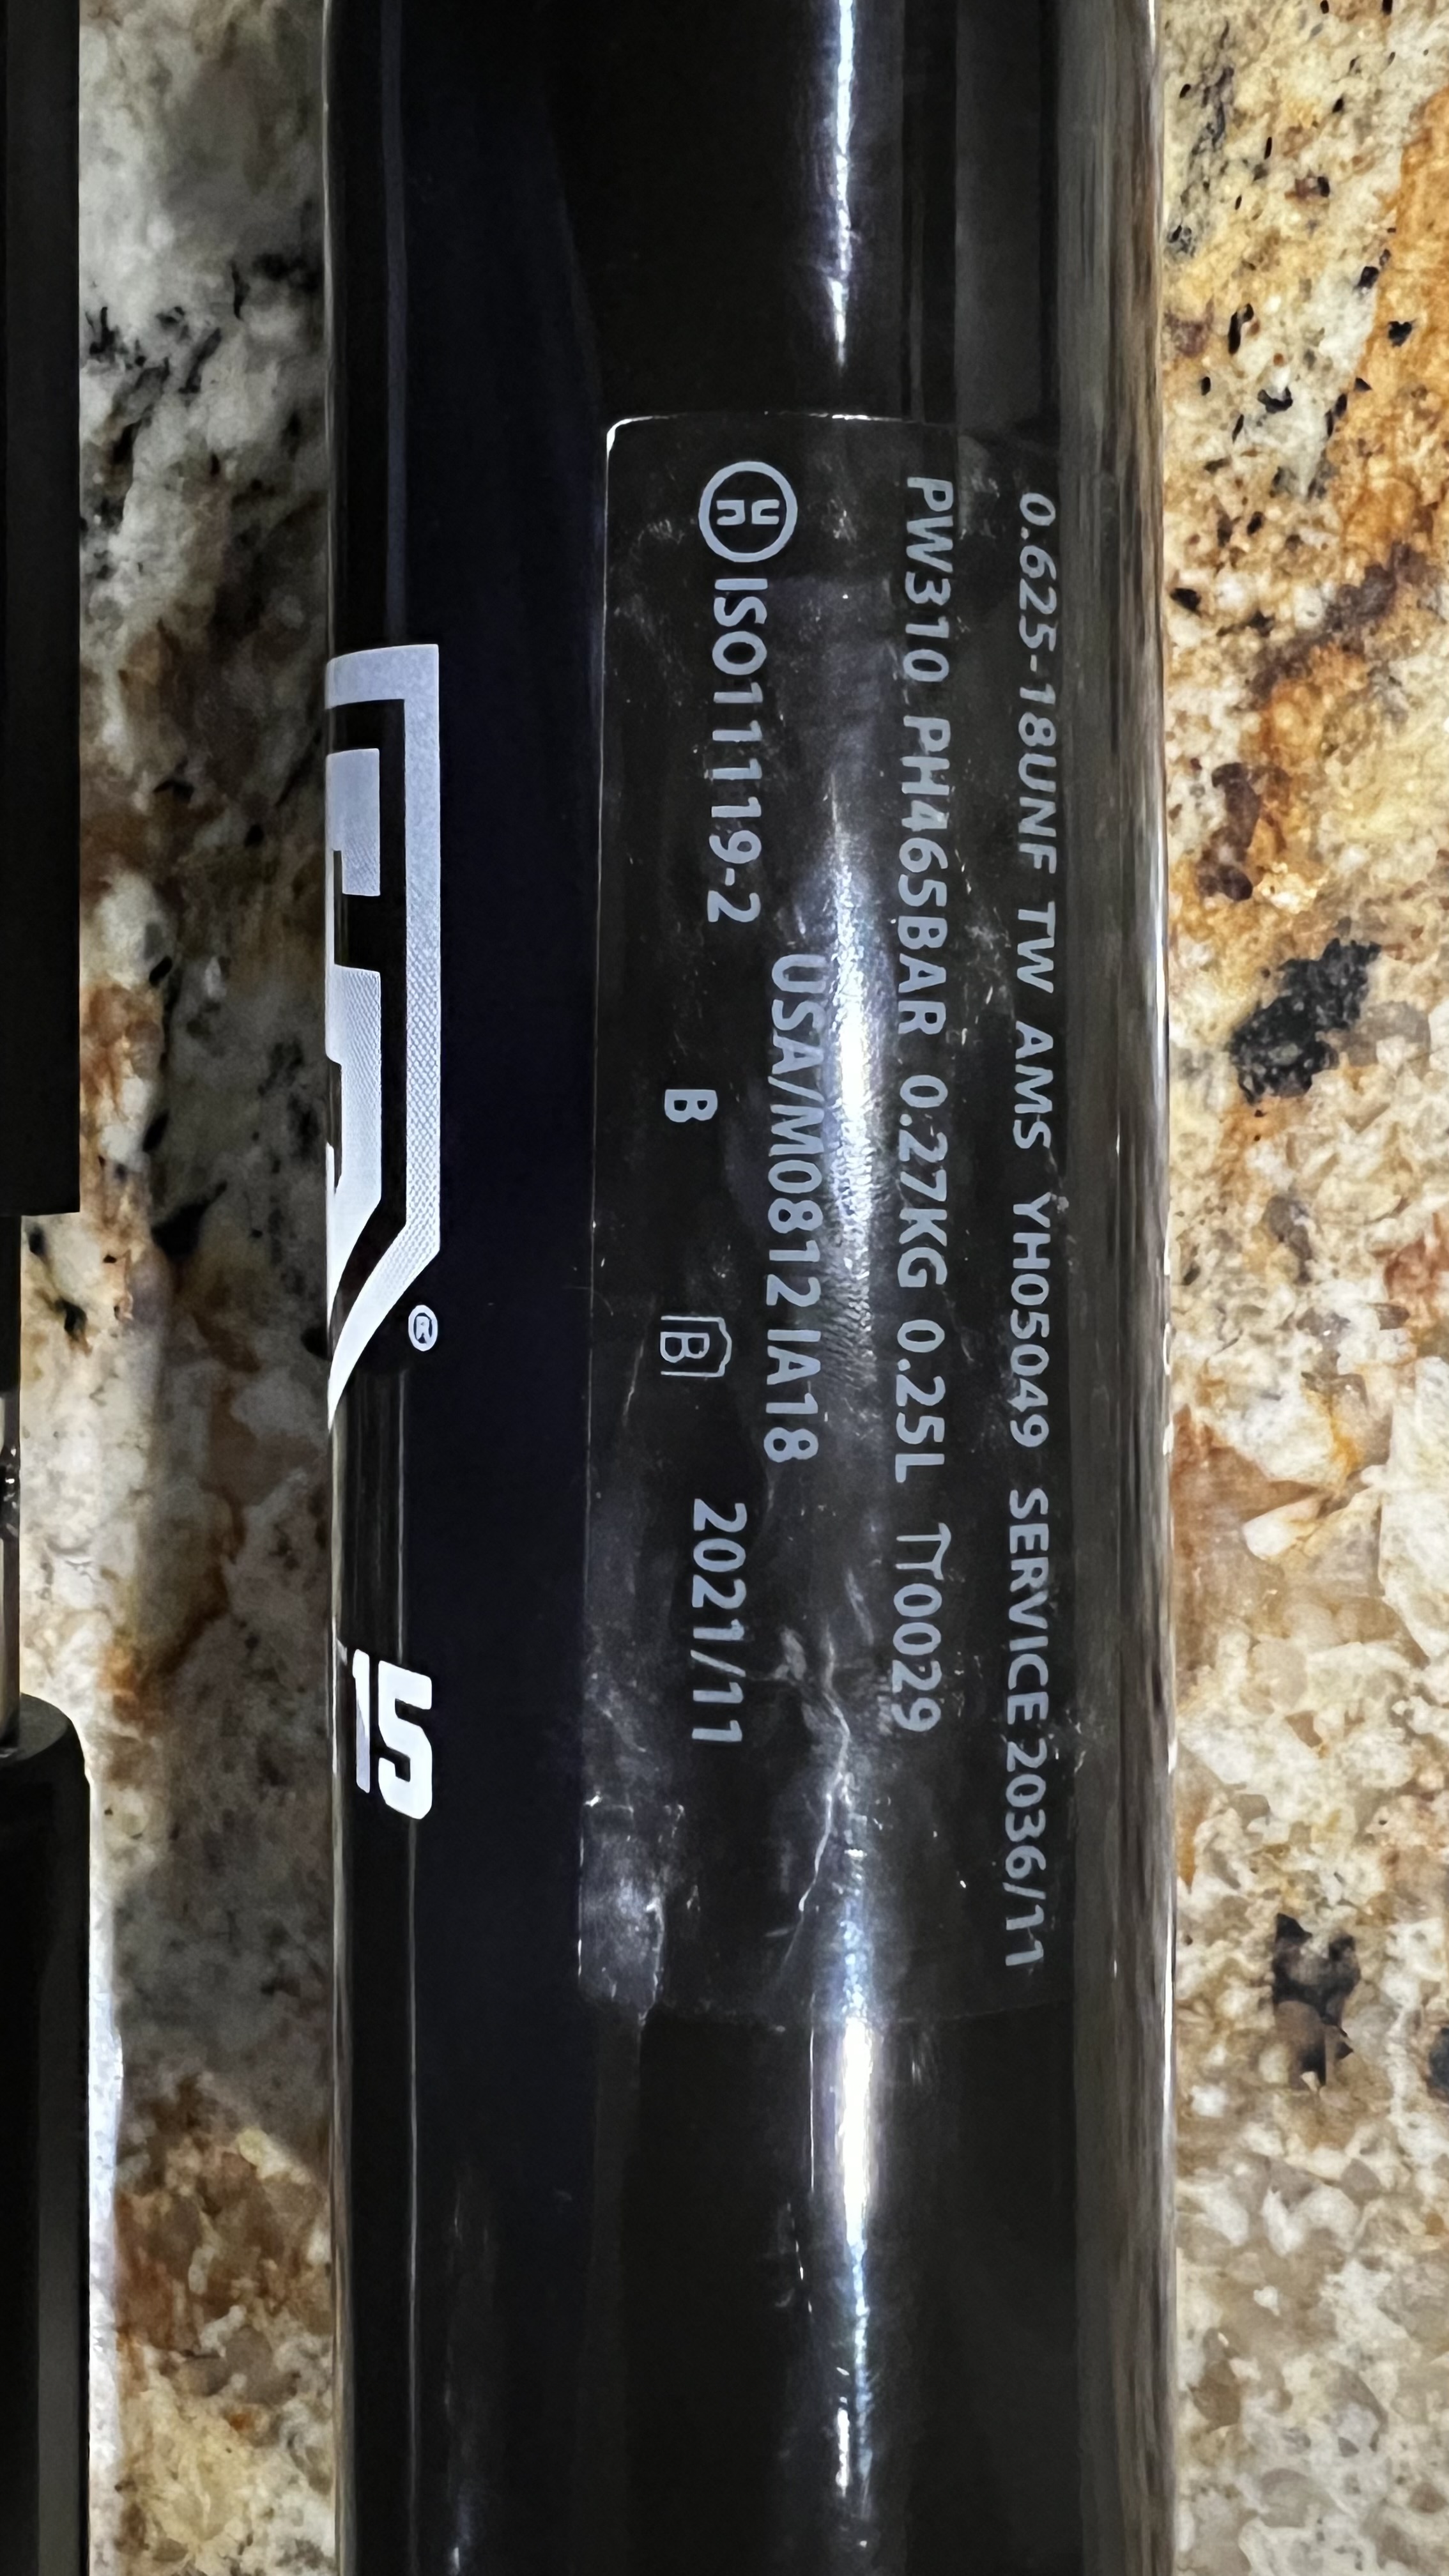 0.625-18UNF TW AMS YH05049 SERVICE 2036/11
PW310 PH465BAR 0.27KG 0.25L TT0029
USA/M0812 IA18
H ISO11119-2 B B 2021/11
®
15